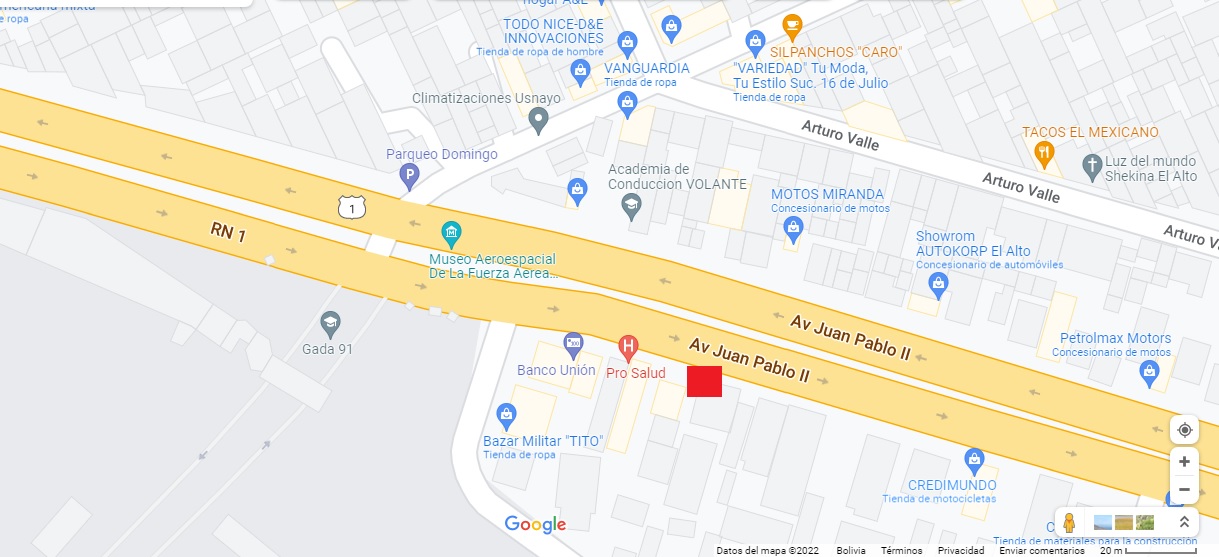 mericana mixta
e ropa
hogar A&E
TODO NICE-D&E
INNOVACIONES
Tienda de ropa de hombre
VANGUARDIA
Tienda de ropa
SILPANCHOS "CARO"
"VARIEDAD" Tu Moda,
Tu Estilo Suc. 16 de Julio
Tienda de ropa
Climatizaciones Usnayo
Arturo Valle
TACOS EL MEXICANO
Parqueo Domingo
P
Luz del mundo
Shekina El Alto
Academia de
Conduccion VOLANTE
Arturo Valle
MOTOS MIRANDA
Concesionario de motos
1
RN 1
Arturo V
Showrom
AUTOKORP El Alto
Concesionario de automóviles
Museo Aeroespacial
De La Fuerza Aerea...
Av Juan Pablo II
Gada 91
Av Juan Pablo II
Petrolmax Motors
Concesionario de motos
H
Banco Unión
Pro Salud
Bazar Militar "TITO"
Tienda de ropa
CREDIMUNDO
Tienda de motocicletas
Google
C
Tienda de materiales para la construcción
Datos del mapa ©2022 Bolivia Términos Privacidad Enviar comentarios 20 m